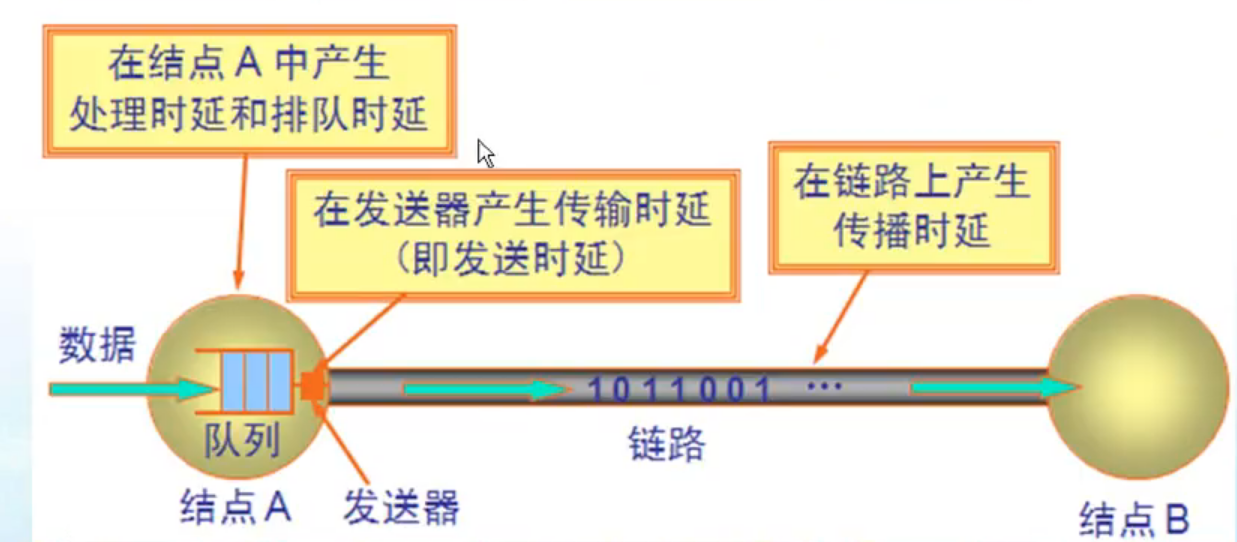 在结点 A 中产生
处理时延和排队时延
在发送器产生传输时延
(即发送时延)
在链路上产生
传播时延
数据
1011001 …
队列
链路
结点A
发送器
结点B